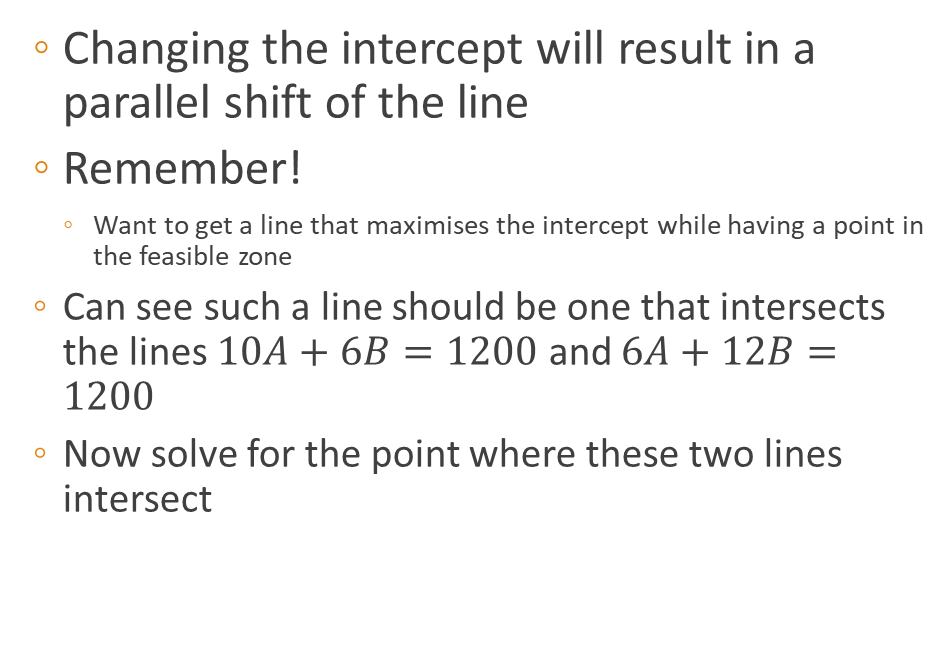 ◦ Changing the intercept will result in a
parallel shift of the line
◦ Remember!
◦ Want to get a line that maximises the intercept while having a point in
the feasible zone
◦ Can see such a line should be one that intersects
the lines 10𝐴 + 6𝐵 = 1200 and 6𝐴 + 12𝐵 =
1200
◦ Now solve for the point where these two lines
intersect